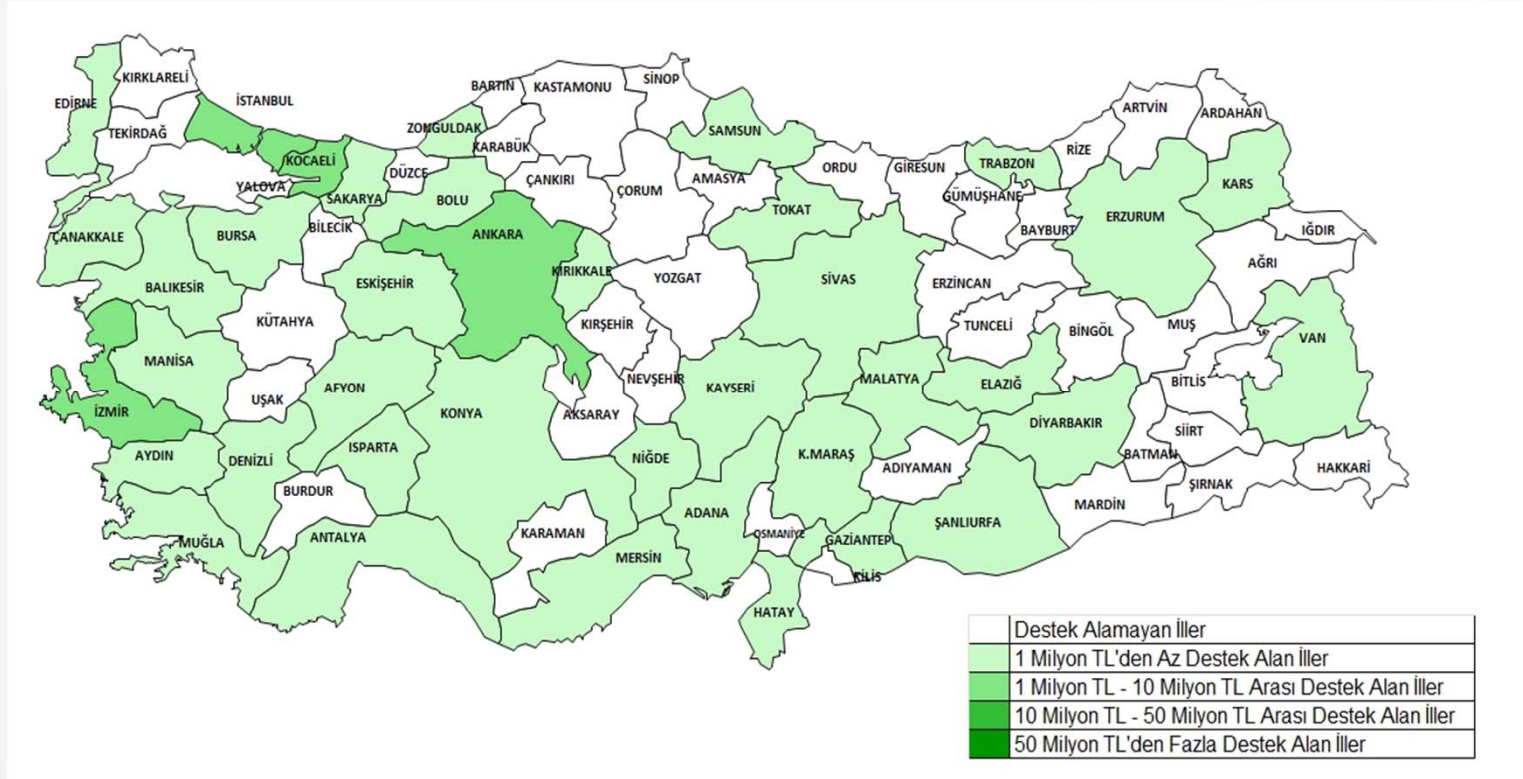 KIRKLARELİ
EDİRNE
İSTANBUL
TEKİRDAĞ
BARTIN
KASTAMONU
SİNOP
ZONGULDAK
KARABÜK
SAMSUN
ARTVİN
ARDAHAN
KOCAELİ
YALOVA
SAKARYA
DÜZCE
BOLU
ÇANKIRI
ÇORUM
AMASYA
ORDU
GİRESUN
TRABZON
RİZE
KARS
GÜMÜŞHANE
TOKAT
BAYBURT
ERZURUM
IĞDIR
ÇANAKKALE
BURSA
BİLECİK
ANKARA
AĞRI
BALIKESİR
ESKİŞEHİR
KIRIKKALE
YOZGAT
SİVAS
ERZİNCAN
KÜTAHYA
KIRŞEHİR
TUNCELİ
BİNGÖL
MUŞ
VAN
MANİSA
UŞAK
AFYON
NEVŞEHİR
KAYSERİ
MALATYA
ELAZIĞ
BİTLİS
İZMİR
KONYA
AKSARAY
DİYARBAKIR
SİİRT
AYDIN
DENİZLİ
ISPARTA
NİĞDE
K.MARAŞ
ADIYAMAN
BATMAN
HAKKARİ
BURDUR
ŞIRNAK
MARDİN
MUĞLA
ANTALYA
KARAMAN
ADANA
OSMANİYE
GAZİANTEP
ŞANLIURFA
MERSİN
KİLİS
HATAY
Destek Alamayan İller
1 Milyon TL'den Az Destek Alan İller
1 Milyon TL - 10 Milyon TL Arası Destek Alan İller
10 Milyon TL - 50 Milyon TL Arası Destek Alan İller
50 Milyon TL'den Fazla Destek Alan İller